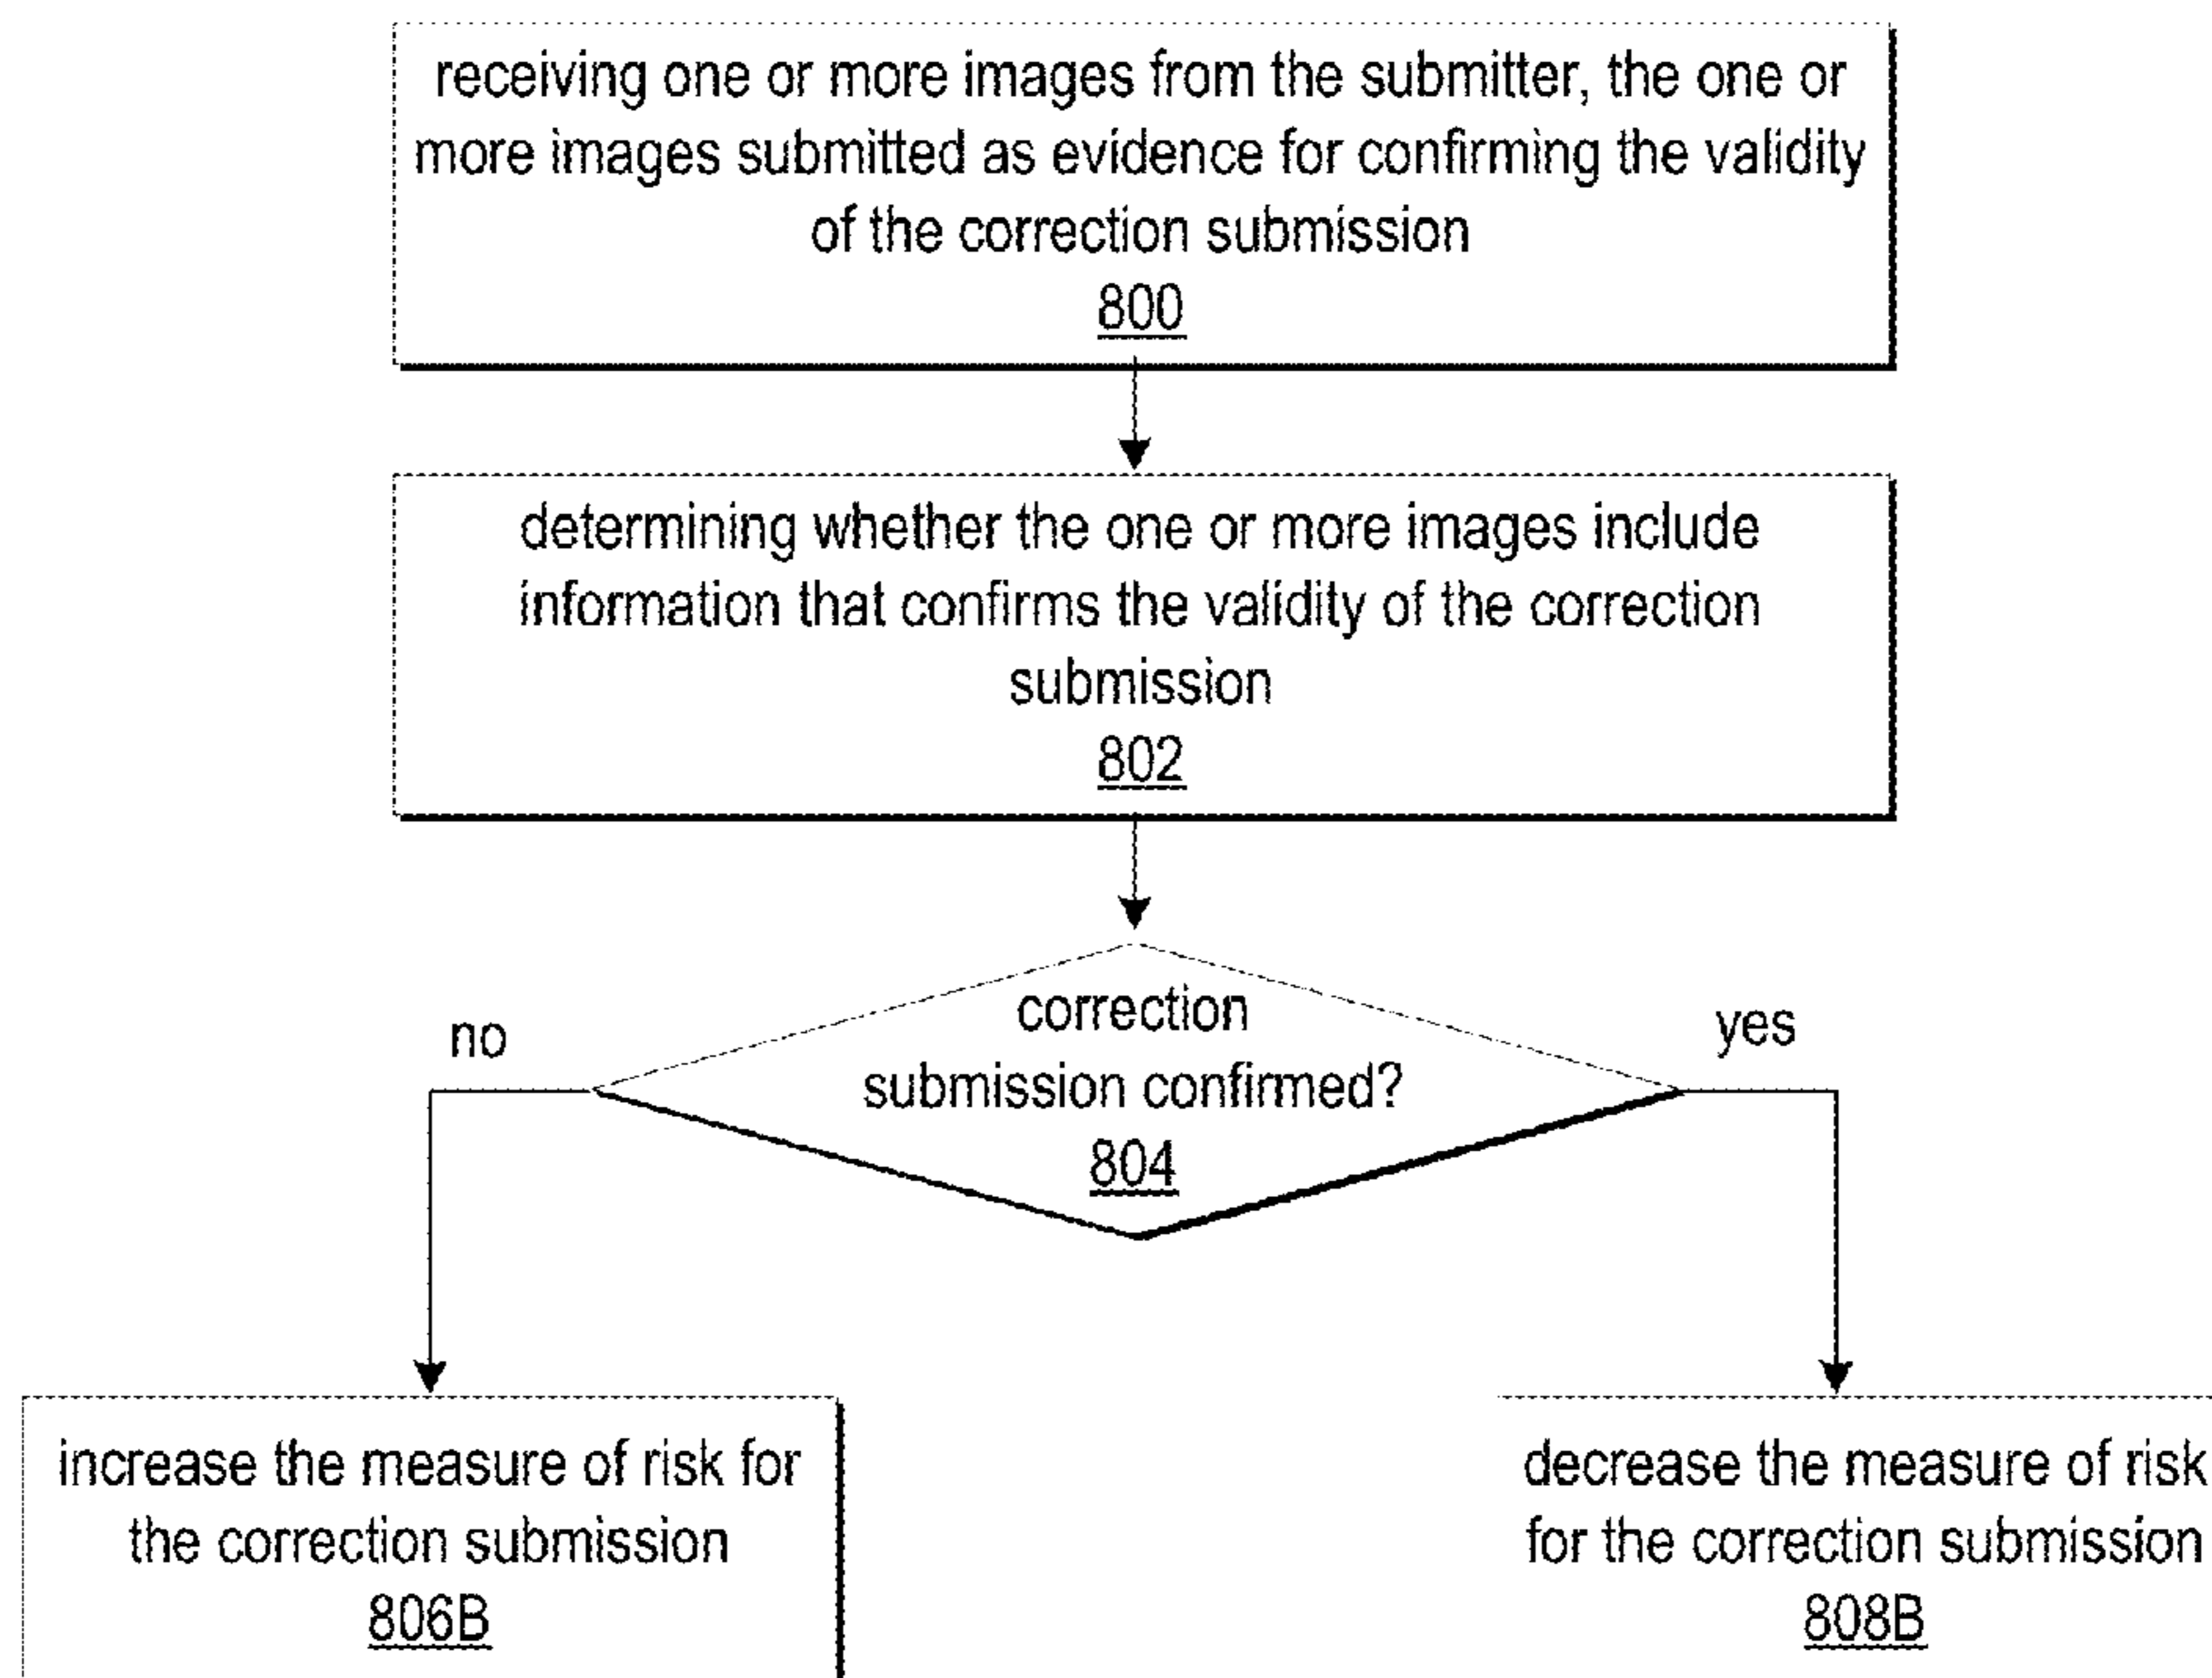 receiving one or more images from the submitter, the one or
more images submitted as evidence for confirming the validity
of the correction submission
800
determining whether the one or more images include
information that confirms the validity of the correction
submission
802
correction
submission confirmed?
804
no
yes
increase the measure of risk for
the correction submission
806B
decrease the measure of risk
for the correction submission
808B